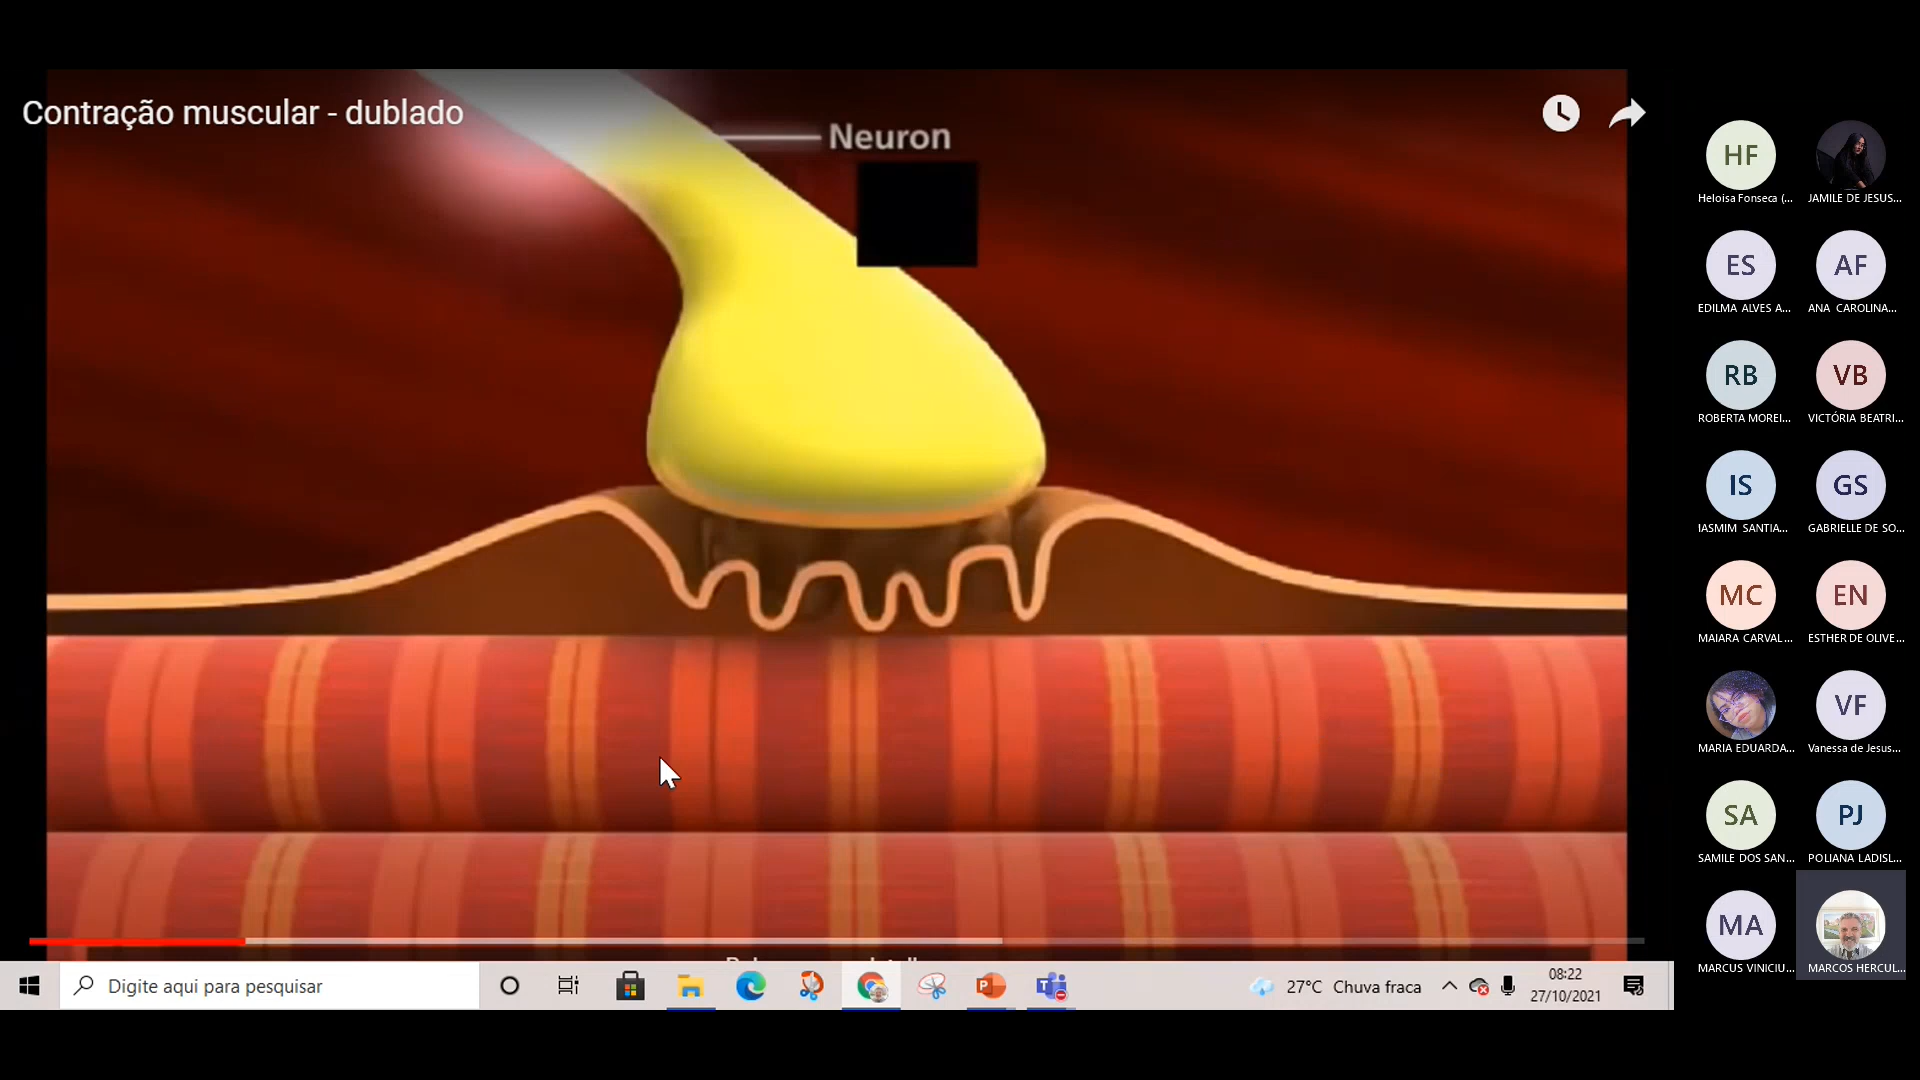 Contração muscular - dublado
Neuron
HF
Heloisa Fonseca (...
JAMILE DE JESUS...
ES
EDILMA ALVES A...
AF
ANA CAROLINA...
RB
ROBERTA MOREI...
VB
VICTÓRIA BEATRI...
IS
IASMIM SANTIA...
GS
GABRIELLE DE SO...
MC
MAIARA CARVAL...
EN
ESTHER DE OLIVE...
MARIA EDUARDA...
VF
Vanessa de Jesus...
SA
SAMILE DOS SAN...
PJ
POLIANA LADISL...
MA
MARCUS VINICIU...
MARCOS HERCUL...
Digite aqui para pesquisar
27°C Chuva fraca
08:22
27/10/2021